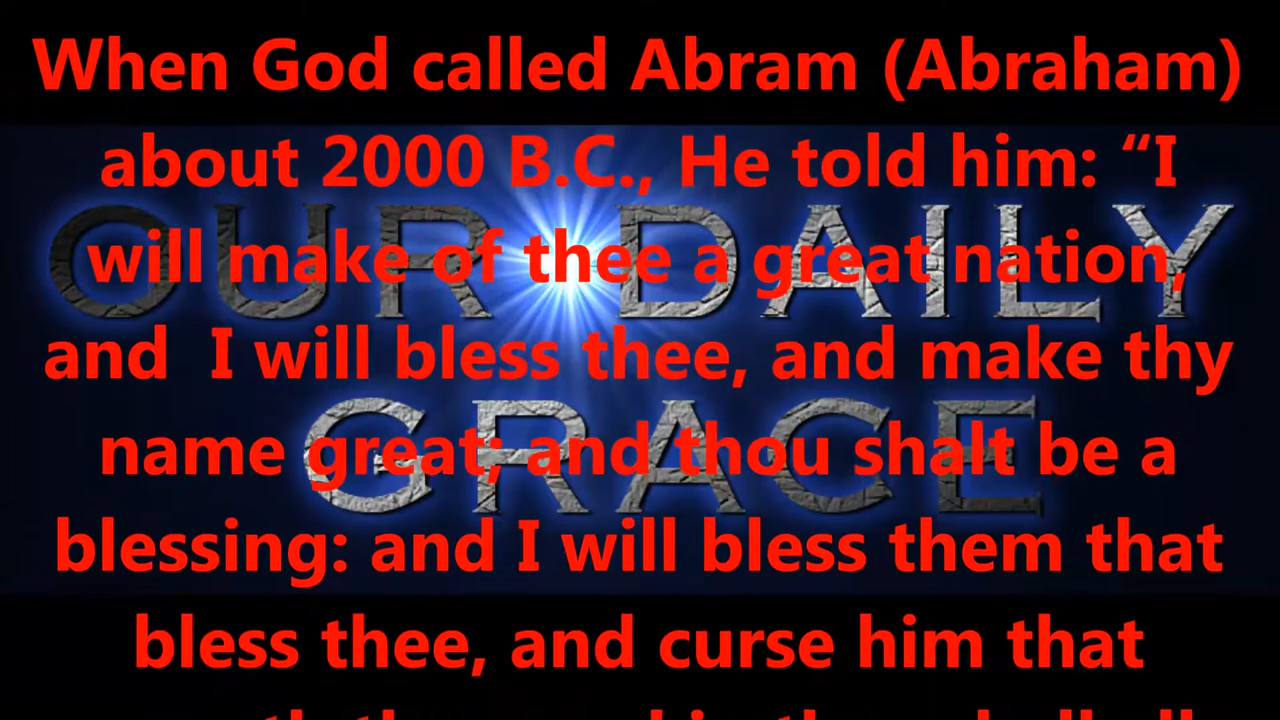 When God called Abram (Abraham)
about 2000 B.C., He told him: “I
will make of thee a great nation,
and I will bless thee, and make thy
name great; and thou shalt be a
blessing: and I will bless them that
bless thee, and curse him that
OUR DAILY
GRACE